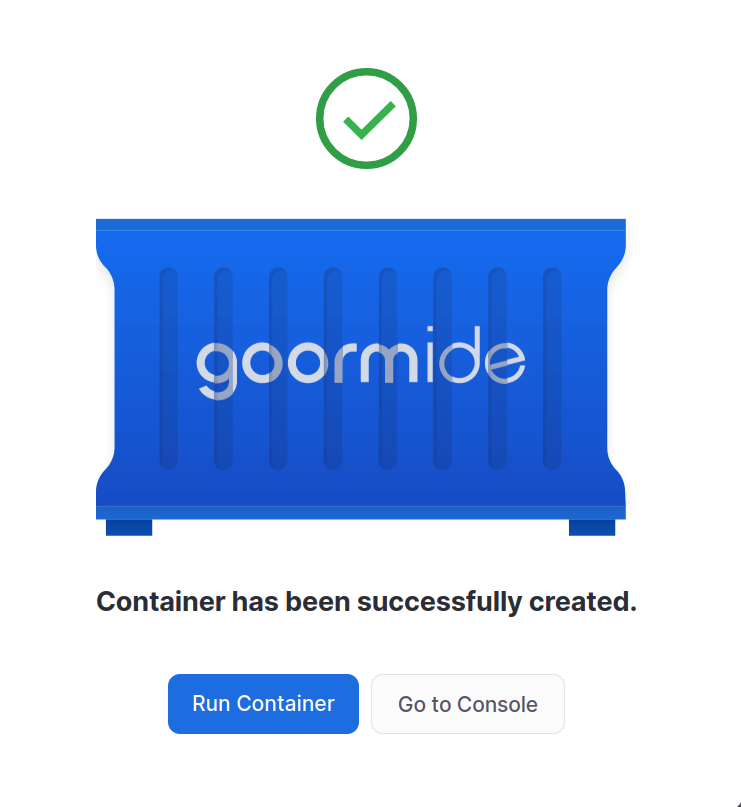 goormide
Container has been successfully created.
Run Container
Go to Console